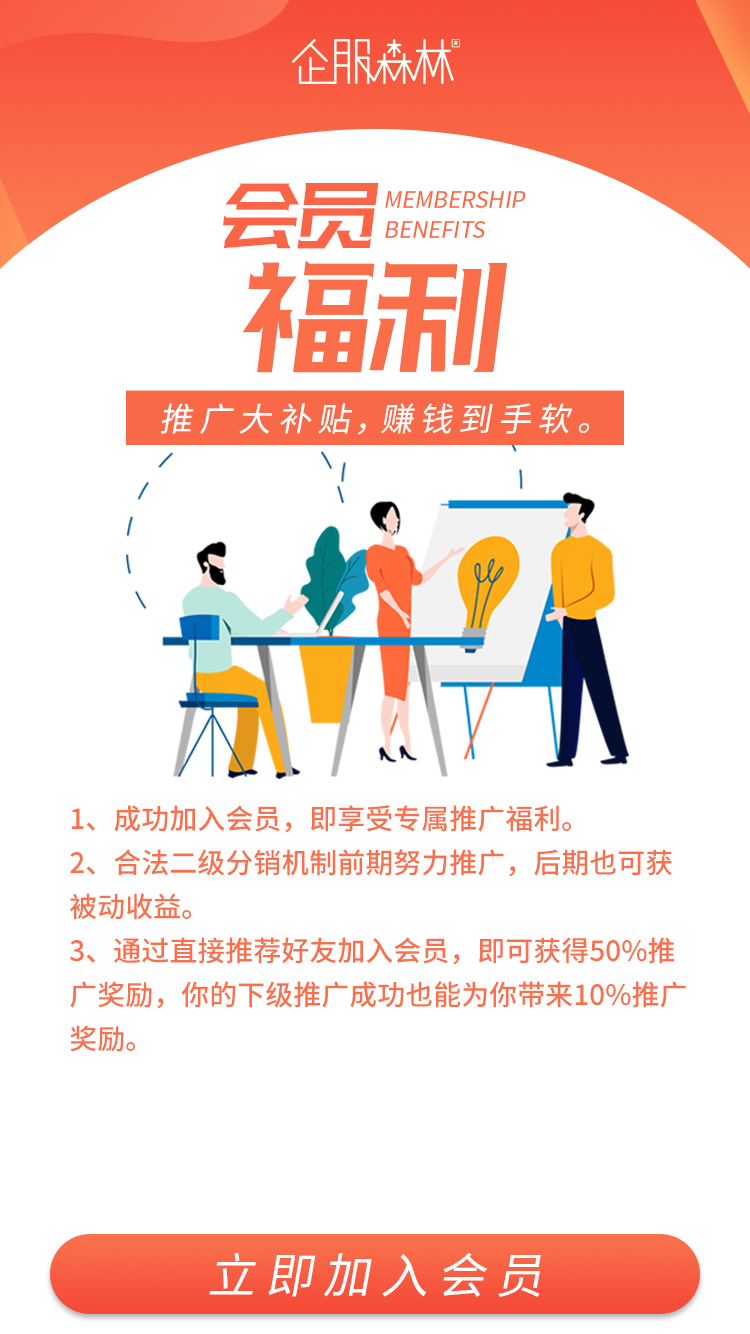 企服森林
会员
MEMBERSHIP
BENEFITS
福利
推广大补贴，赚钱到手软。
1、成功加入会员，即享受专属推广福利。
2、合法二级分销机制前期努力推广，后期也可获
被动收益。
3、通过直接推荐好友加入会员，即可获得50%推
广奖励，你的下级推广成功也能为你带来10%推广
奖励。
立即加入会员